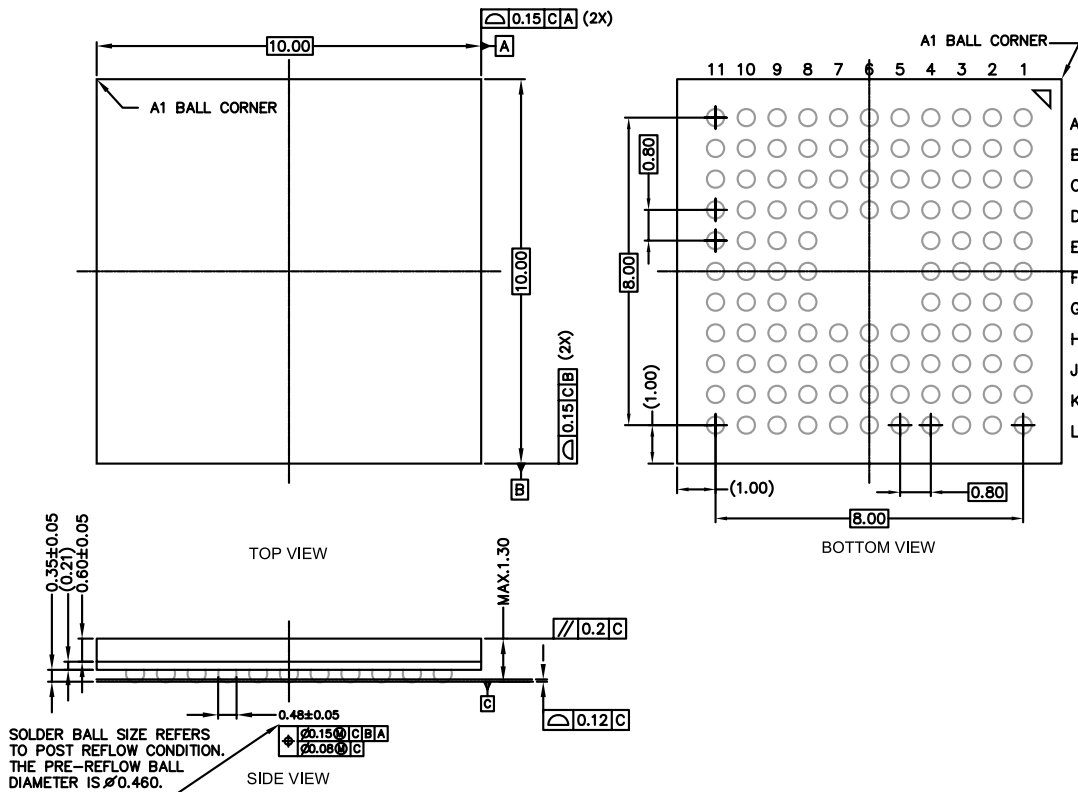 ⌓ 0.15 C A (2X)
10.00
A
A1 BALL CORNER
10.00
⌓ 0.15 C B (2X)
B
TOP VIEW
A1 BALL CORNER
11 10 9 8 7 6 5 4 3 2 1
A
B
C
D
E
F
G
H
J
K
L
0.80
8.00
(1.00)
(1.00)
0.80
8.00
BOTTOM VIEW
0.35±0.05
(0.21)
0.60±0.05
MAX.1.30
// 0.2 C
C
⌓ 0.12 C
0.48±0.05
⌖ Ø0.15Ⓜ C B A
Ø0.08Ⓜ C
SOLDER BALL SIZE REFERS
TO POST REFLOW CONDITION.
THE PRE-REFLOW BALL
DIAMETER IS Ø0.460.
SIDE VIEW